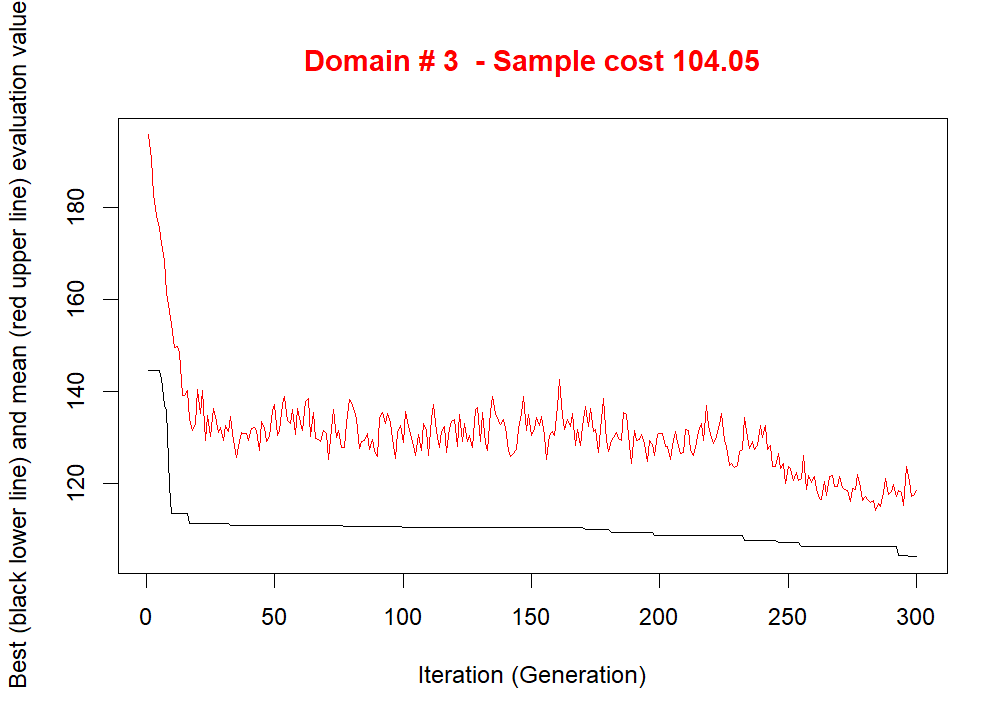 Domain # 3  - Sample cost 104.05
Best (black lower line) and mean (red upper line) evaluation value
180
160
140
120
0 50 100 150 200 250 300
Iteration (Generation)